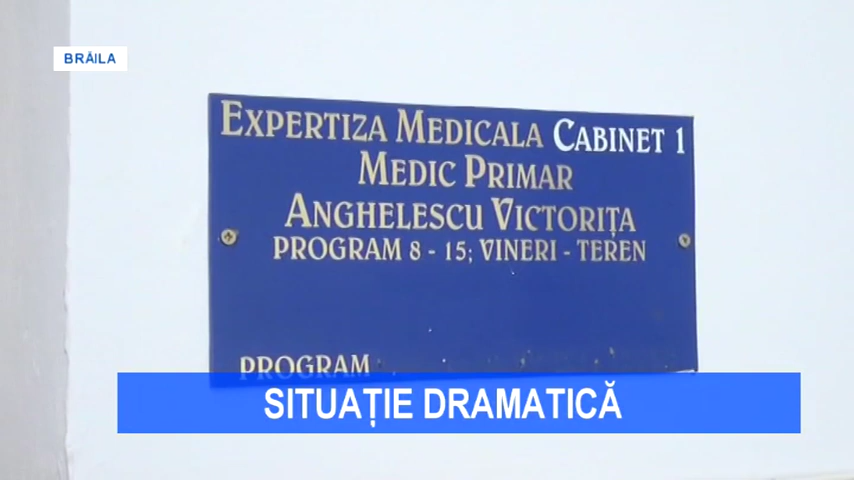 BRĂILA
EXPERTIZA MEDICALA CABINET 1
MEDIC PRIMAR
ANGHELESCU VICTORIȚA
PROGRAM 8 - 15; VINERI - TEREN
PROGRAM
SITUAȚIE DRAMATICĂ